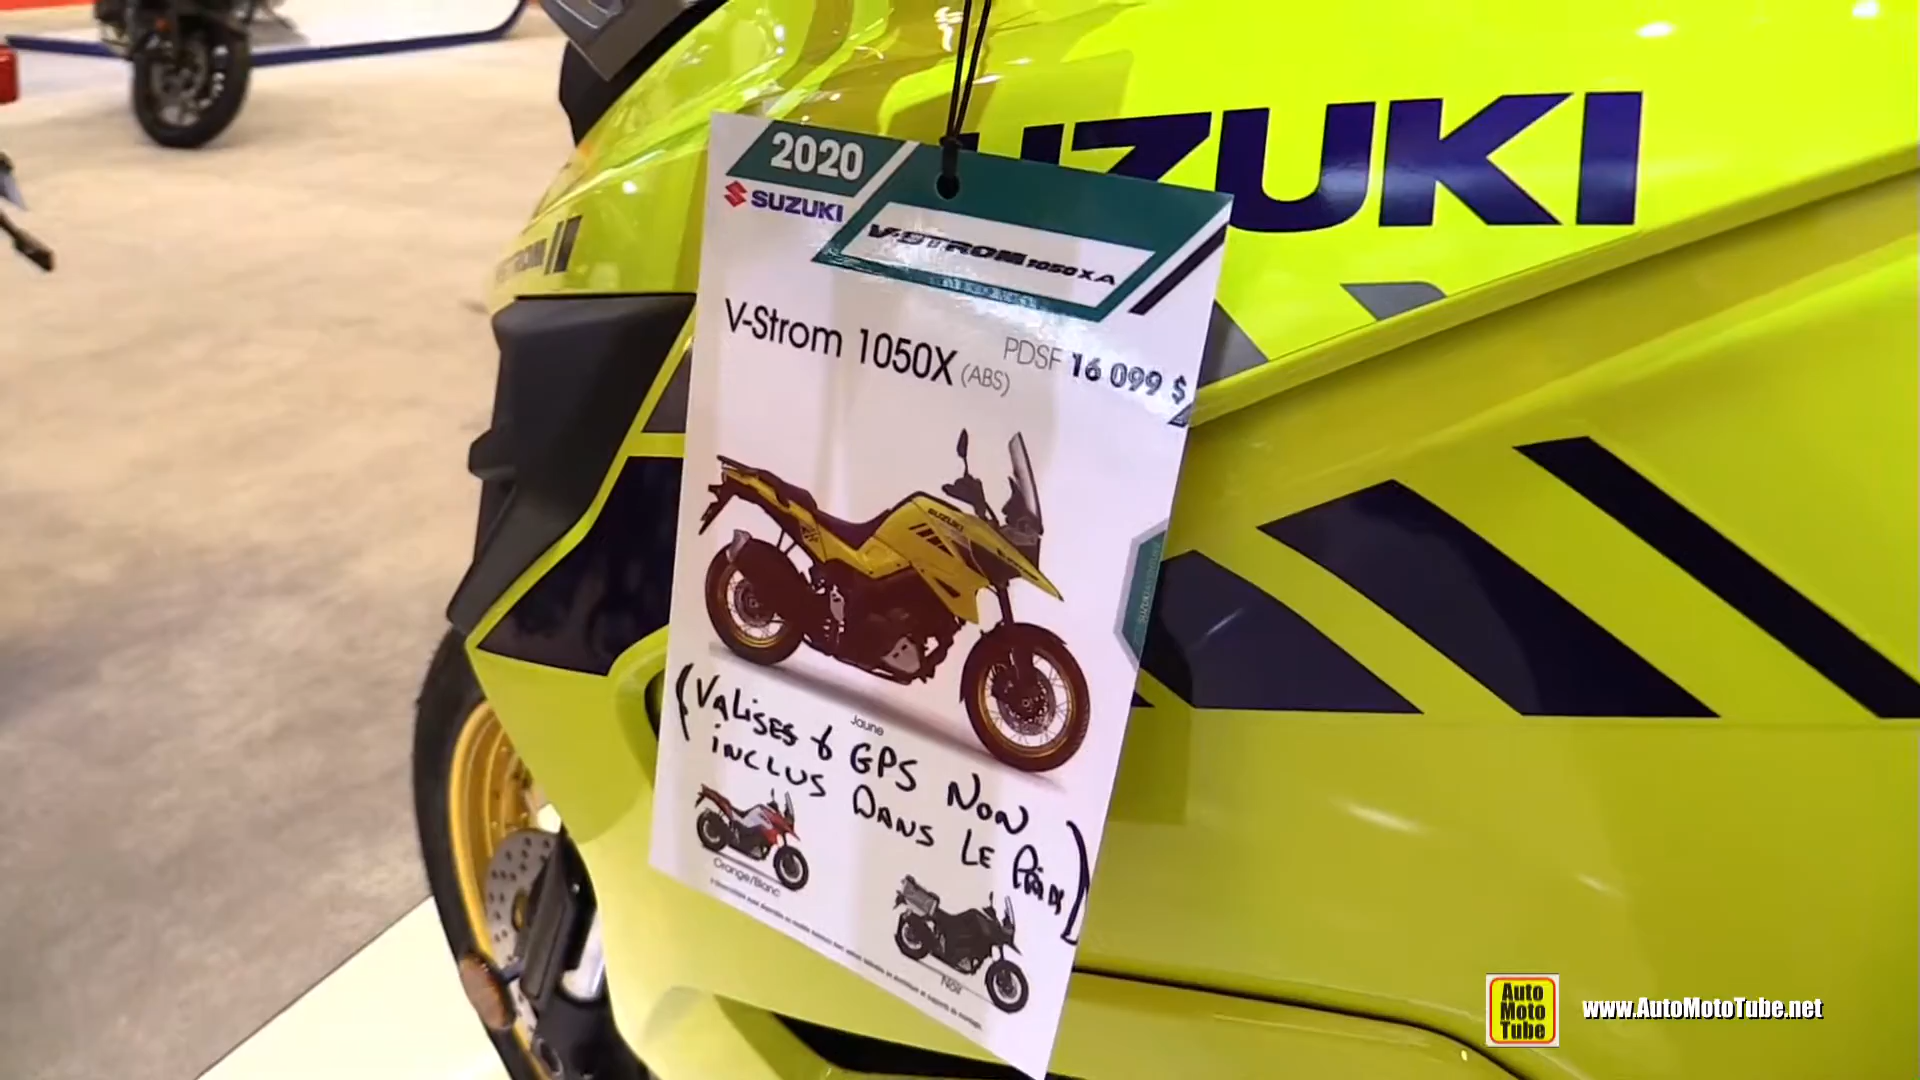 SUZUKI
2020
SUZUKI
V-STROM 1050XA
V-Strom 1050X (ABS)
PDSF 16 099 $
SUZUKI
Jaune
(VALISES & GPS NON
INCLUS DANS LE PRIX)
Orange/Blanc
Noir
Auto
Moto
Tube
www.AutoMotoTube.net